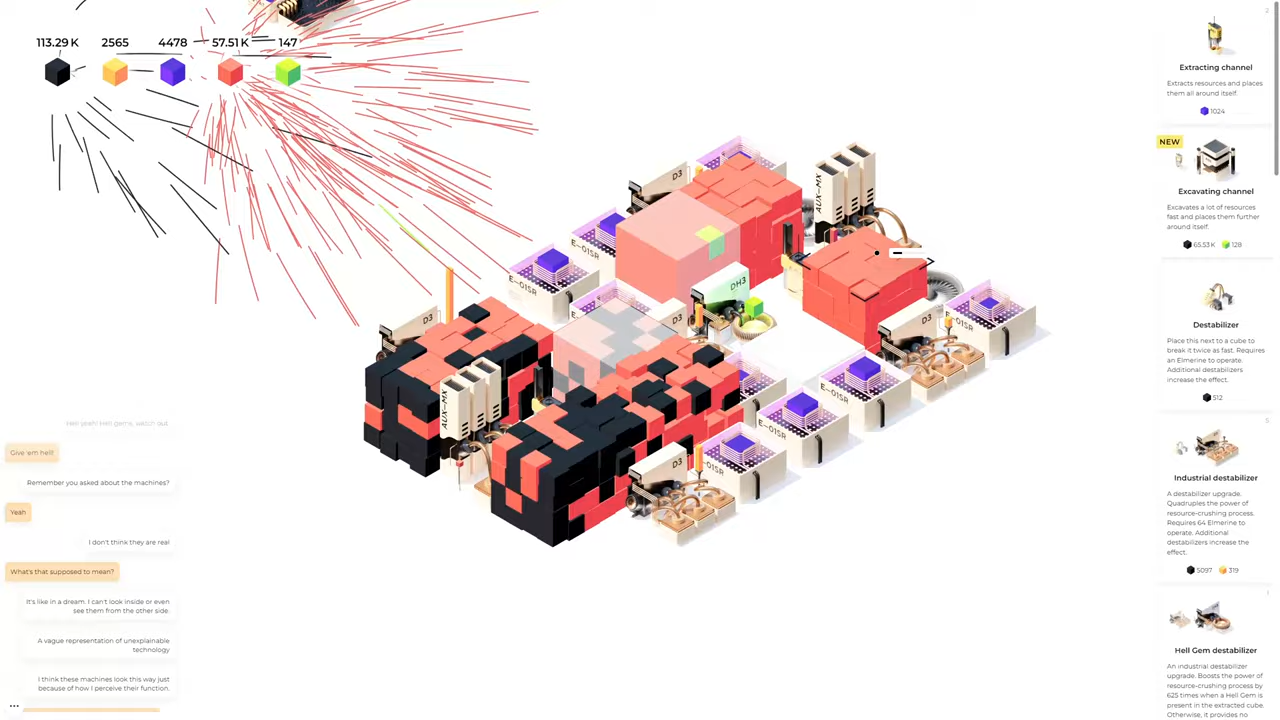 113.29 K 2565 4478 57.51 K 147
2
Extracting channel
Extracts resources and places
them all around itself.
1024
NEW
Excavating channel
Excavates a lot of resources
fast and places them further
around itself.
65.53 K 128
Destabilizer
Place this next to a cube to
break it twice as fast. Requires
an Elmerine to operate.
Additional destabilizers
increase the effect.
512
5
Industrial destabilizer
A destabilizer upgrade.
Quadruples the power of
resource-crushing process.
Requires 64 Elmerine to
operate. Additional
destabilizers increase the
effect.
5097 319
1
Hell Gem destabilizer
An industrial destabilizer
upgrade. Boosts the power of
resource-crushing process by
625 times when a Hell Gem is
present in the extracted cube.
Otherwise, it provides no
Hell yeah! Hell gems, watch out.
Give 'em hell!
Remember you asked about the machines?
Yeah
I don't think they are real
What's that supposed to mean?
It's like in a dream. I can't look inside or even
see them from the other side.
A vague representation of unexplainable
technology
I think these machines look this way just
because of how I perceive their function.
D3
AUX-MX
E-01SR
E-01SR
DH3
D3
D3
D3
01SR
AUX-MX
E-01SR
E-01SR
D3
01SR